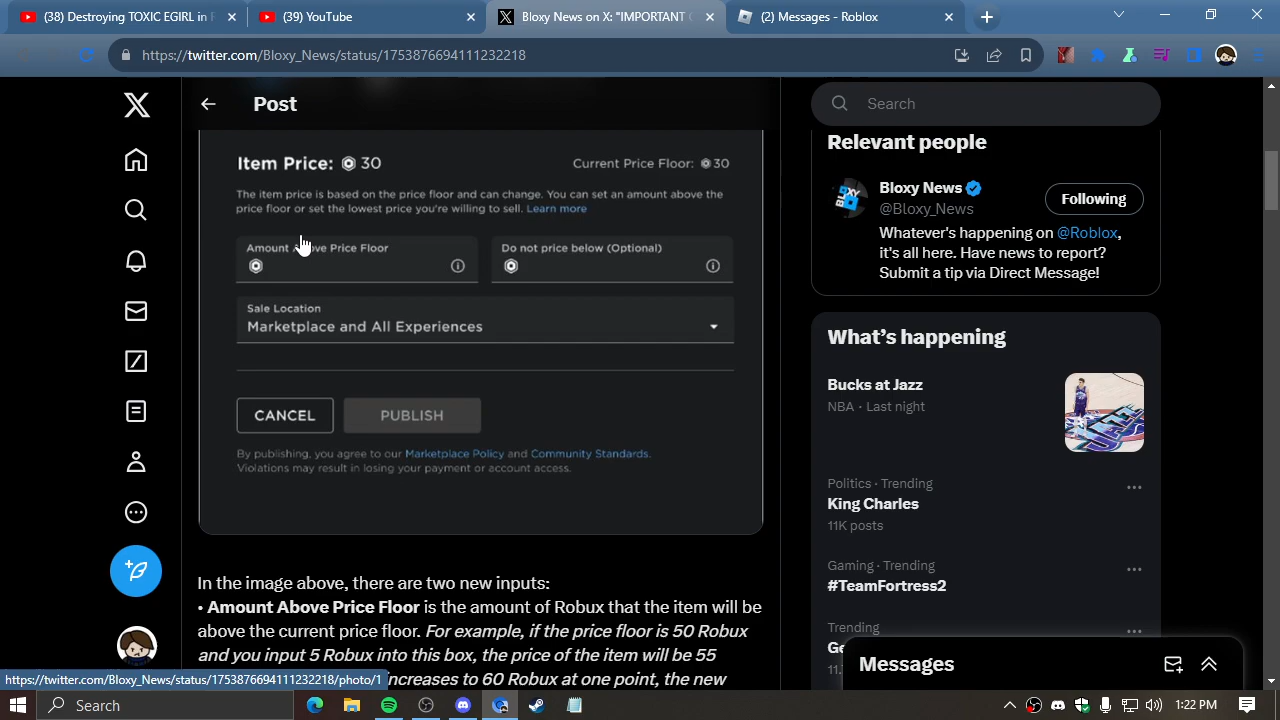 (38) Destroying TOXIC EGIRL in R
(39) YouTube
Bloxy News on X: "IMPORTANT
(2) Messages - Roblox
https://twitter.com/Bloxy_News/status/1753876694111232218
Post
Search
Item Price: 30
Current Price Floor: 30
The item price is based on the price floor and can change. You can set an amount above the
price floor or set the lowest price you're willing to sell. Learn more
Amount Above Price Floor
Do not price below (Optional)
Sale Location
Marketplace and All Experiences
CANCEL
PUBLISH
By publishing, you agree to our Marketplace Policy and Community Standards.
Violations may result in losing your payment or account access.
In the image above, there are two new inputs:
• Amount Above Price Floor is the amount of Robux that the item will be
above the current price floor. For example, if the price floor is 50 Robux
and you input 5 Robux into this box, the price of the item will be 55
increases to 60 Robux at one point, the new
Relevant people
Bloxy News
@Bloxy_News
Following
Whatever's happening on @Roblox,
it's all here. Have news to report?
Submit a tip via Direct Message!
What's happening
Bucks at Jazz
NBA · Last night
Politics · Trending
King Charles
11K posts
Gaming · Trending
#TeamFortress2
Trending
Messages
https://twitter.com/Bloxy_News/status/1753876694111232218/photo/1
Search
1:22 PM